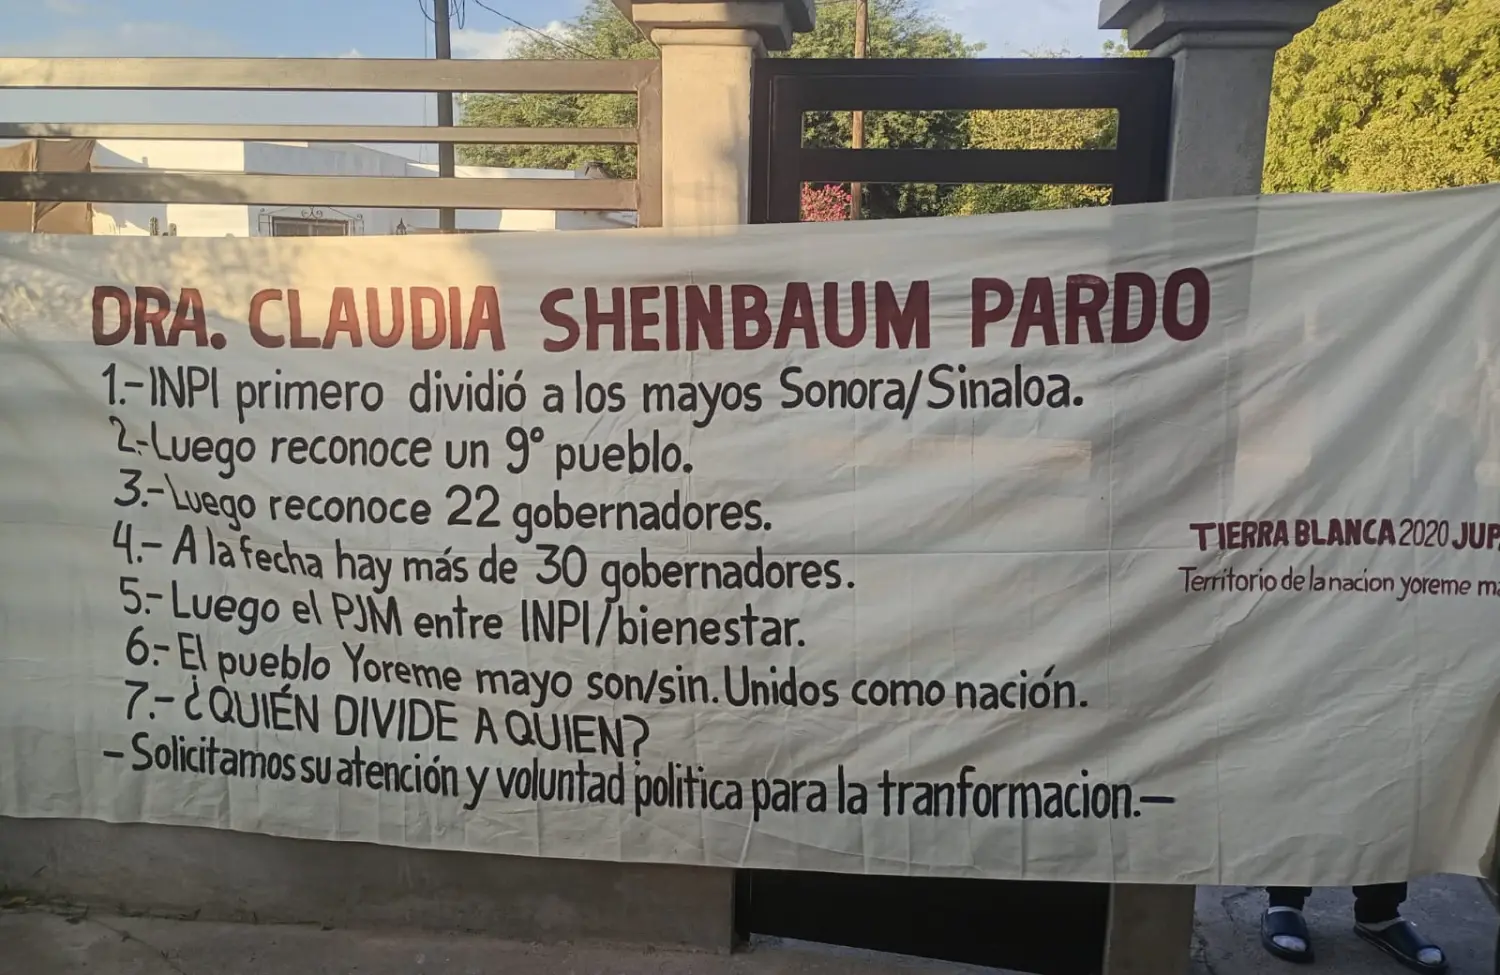 DRA. CLAUDIA SHEINBAUM PARDO
1.-INPI primero dividió a los mayos Sonora/Sinaloa.
2.-Luego reconoce un 9° pueblo.
3.-Luego reconoce 22 gobernadores.
4.- A la fecha hay más de 30 gobernadores.
5.- Luego el PJM entre INPI/bienestar.
6.- El pueblo Yoreme mayo son/sin. Unidos como nación.
7.- ¿QUIÉN DIVIDE A QUIEN?
- Solicitamos su atención y voluntad politica para la tranformacion.-
TIERRA BLANCA 2020 JUP
Territorio de la nacion yoreme ma